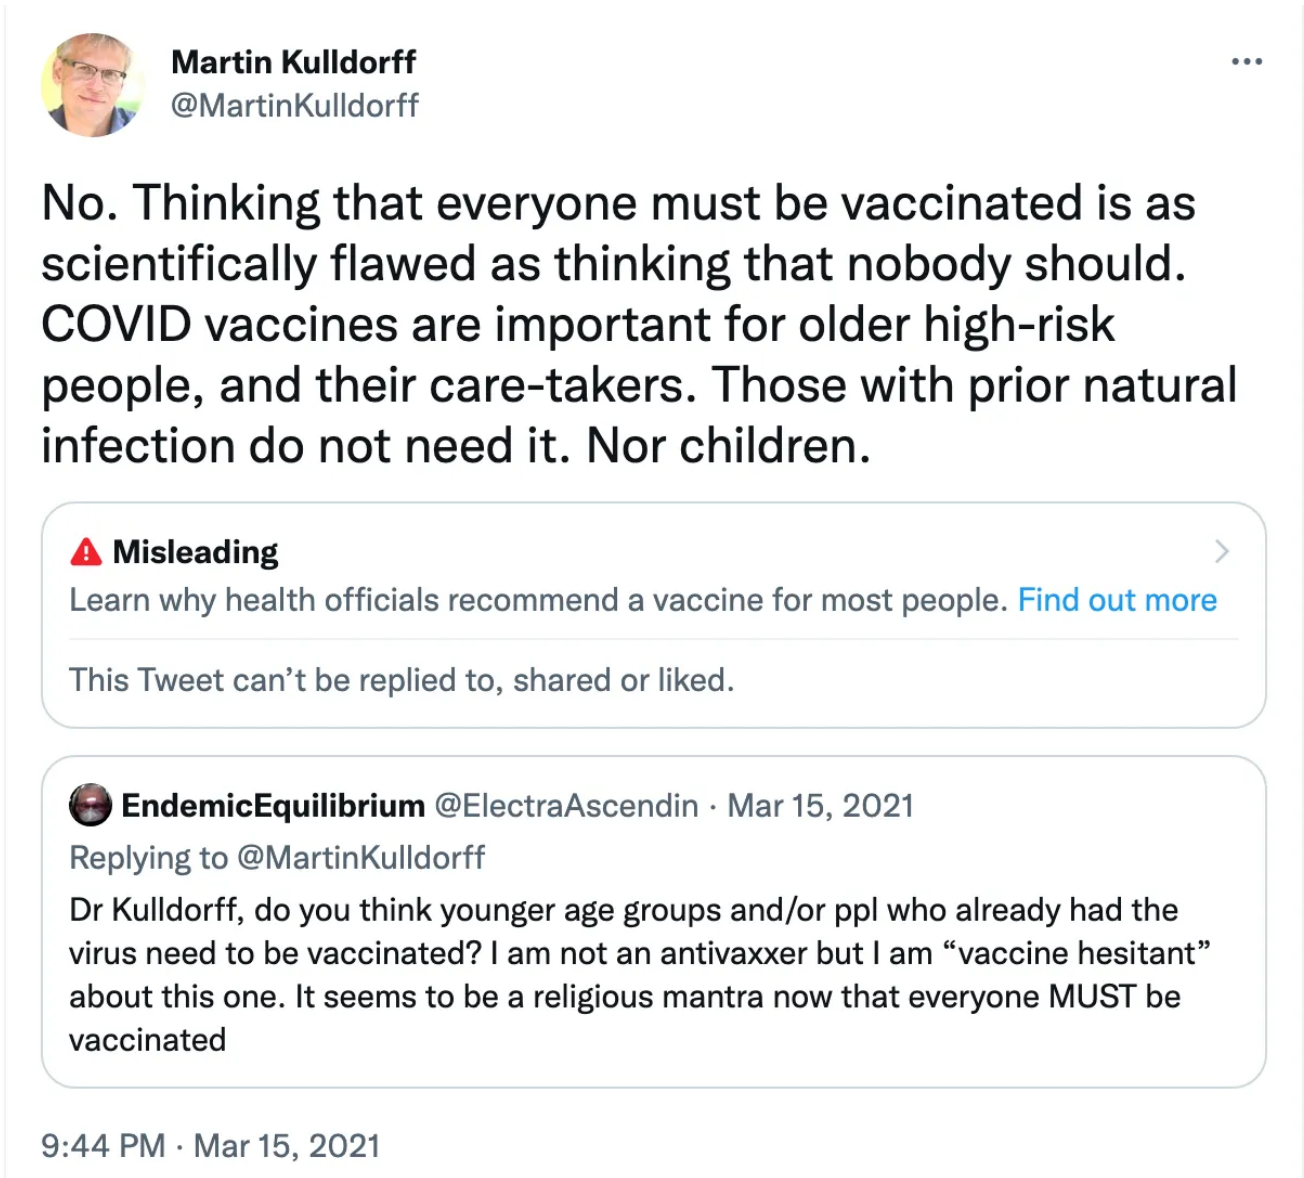 Martin Kulldorff
@MartinKulldorff
No. Thinking that everyone must be vaccinated is as
scientifically flawed as thinking that nobody should.
COVID vaccines are important for older high-risk
people, and their care-takers. Those with prior natural
infection do not need it. Nor children.
Misleading
Learn why health officials recommend a vaccine for most people. Find out more
This Tweet can’t be replied to, shared or liked.
EndemicEquilibrium @ElectraAscendin · Mar 15, 2021
Replying to @MartinKulldorff
Dr Kulldorff, do you think younger age groups and/or ppl who already had the
virus need to be vaccinated? I am not an antivaxxer but I am “vaccine hesitant”
about this one. It seems to be a religious mantra now that everyone MUST be
vaccinated
9:44 PM · Mar 15, 2021